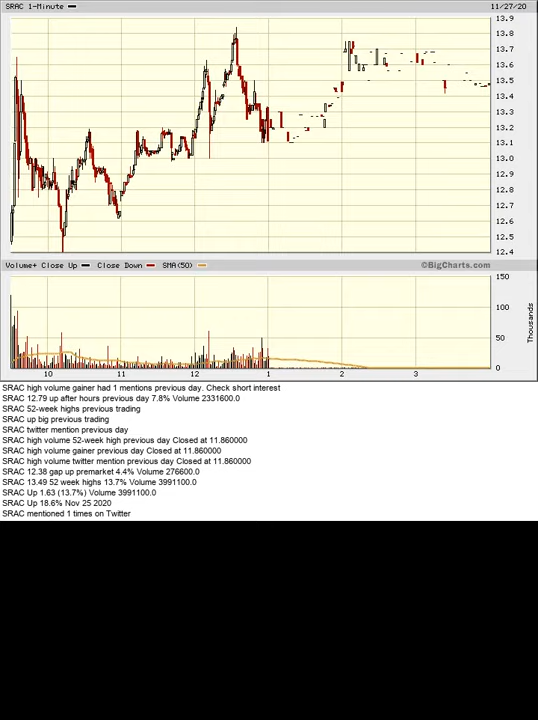 SRAC 1-Minute 11/27/20
13.9
13.8
13.7
13.6
13.5
13.4
13.3
13.2
13.1
13.0
12.9
12.8
12.7
12.6
12.5
12.4
Volume+ Close Up Close Down SMA(50) ©BigCharts.com
150
100
50
0
Thousands
10 11 12 1 2 3
SRAC high volume gainer had 1 mentions previous day. Check short interest
SRAC 12.79 up after hours previous day 7.8% Volume 2331600.0
SRAC 52-week highs previous trading
SRAC up big previous trading
SRAC twitter mention previous day
SRAC high volume 52-week high previous day Closed at 11.860000
SRAC high volume gainer previous day Closed at 11.860000
SRAC high volume twitter mention previous day Closed at 11.860000
SRAC 12.38 gap up premarket 4.4% Volume 276600.0
SRAC 13.49 52 week highs 13.7% Volume 3991100.0
SRAC Up 1.63 (13.7%) Volume 3991100.0
SRAC Up 18.6% Nov 25 2020
SRAC mentioned 1 times on Twitter